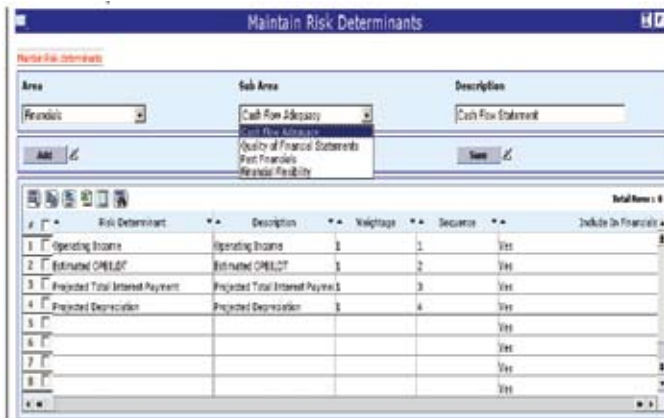 Maintain Risk Determinants
Maintain Risk determinants
Area Sub Area Description
Financials Cash Flow Adequacy Cash Flow Statement
Cash Flow Adequacy
Quality of Financial Statements
Past Financials
Financial Flexibility
Add Save
Total Rows : 8
# Risk Determinant Description Weightage Sequence Include In Financials
1 Operating Income Operating Income 1 1 Yes
2 Estimated Estimated 1 2 Yes
3 Projected Total Interest Payment Projected Total Interest Paymen 1 3 Yes
4 Projected Depreciation Projected Depreciation 1 4 Yes
5 Yes
6 Yes
7 Yes
8 Yes